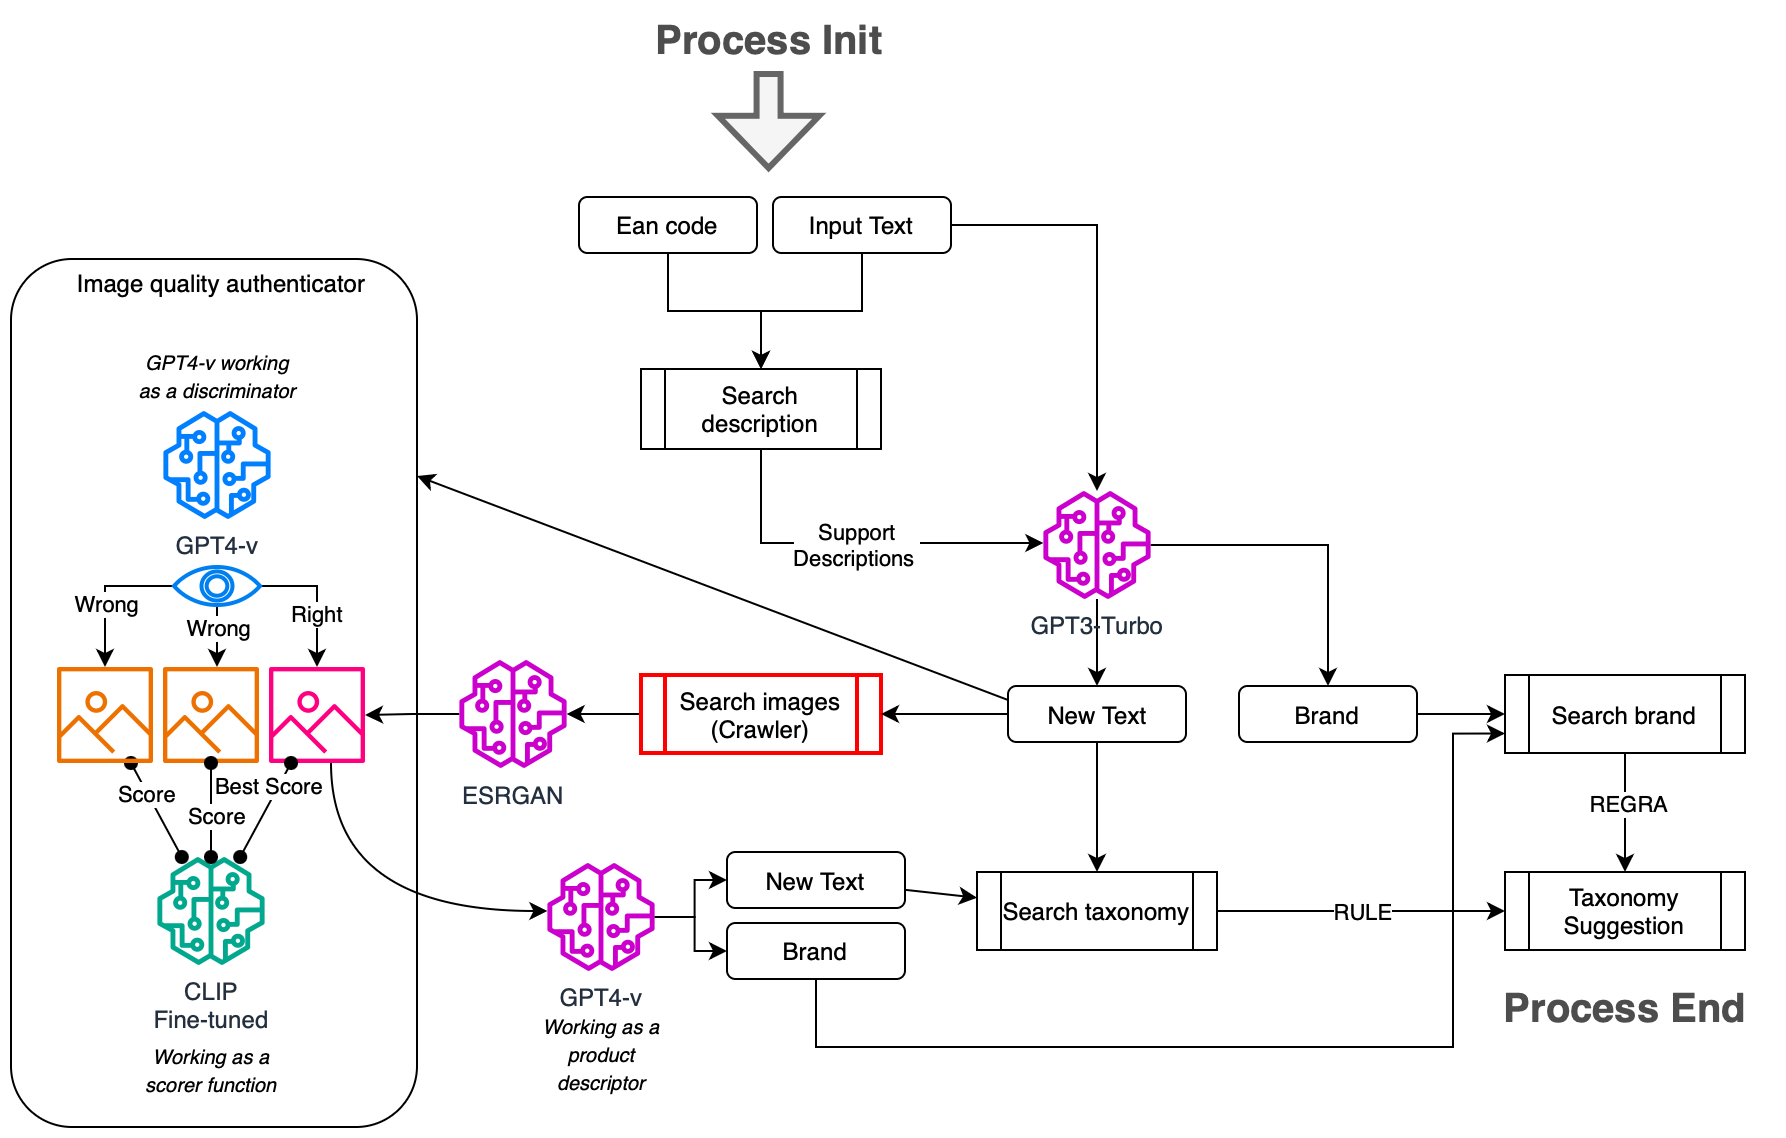 Process Init
Ean code
Input Text
Image quality authenticator
GPT4-v working
as a discriminator
Search
description
GPT4-v
Support
Descriptions
Wrong
Wrong
Right
GPT3-Turbo
Search images
(Crawler)
New Text
Brand
Search brand
ESRGAN
Score
Score
Best Score
REGRA
New Text
Brand
Search taxonomy
RULE
Taxonomy
Suggestion
CLIP
Fine-tuned
Working as a
scorer function
GPT4-v
Working as a
product
descriptor
Process End